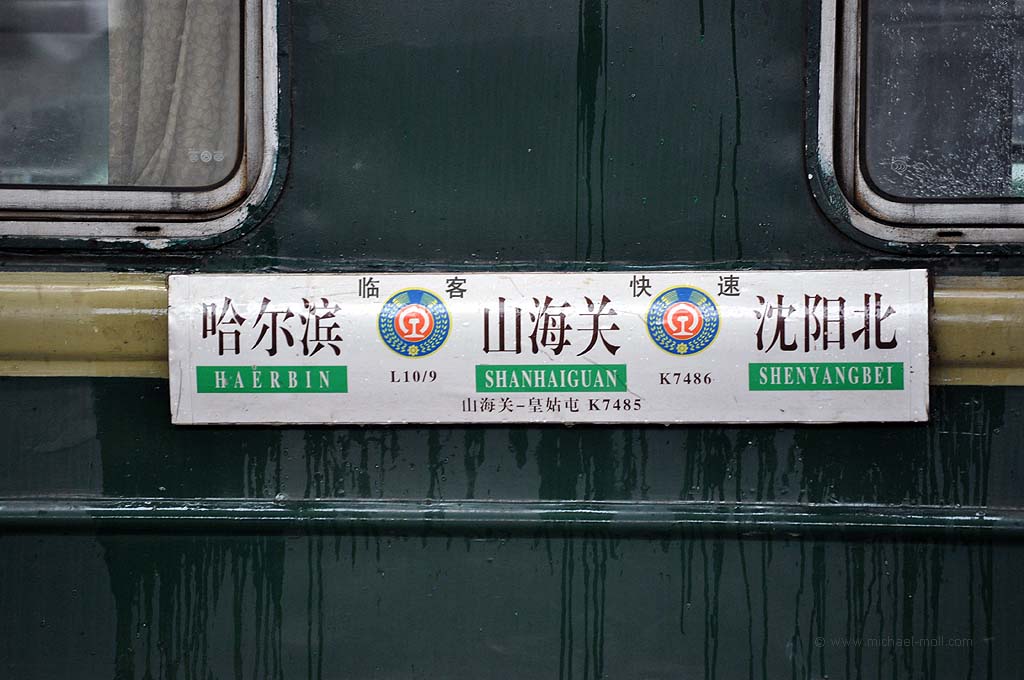 临客 快速
哈尔滨 山海关 沈阳北
HAERBIN L10/9 SHANHAIGUAN K7486 SHENYANGBEI
山海关-皇姑屯 K7485
© www.michael-moll.com